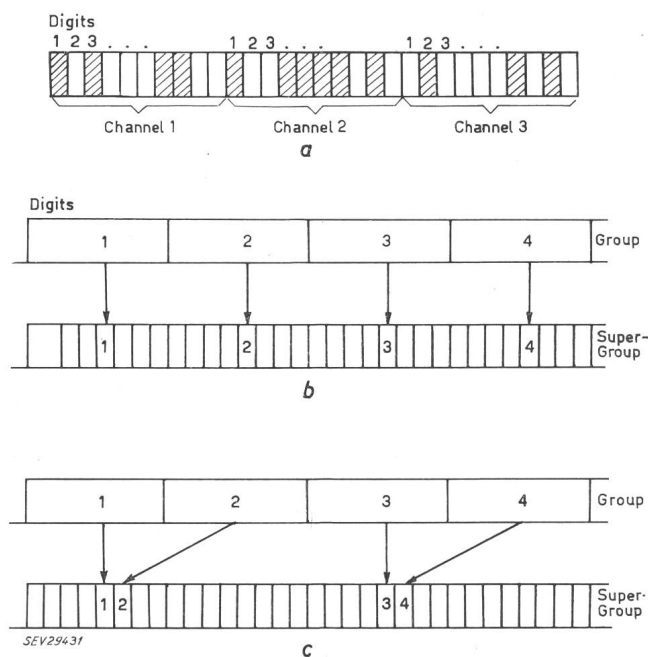 Digits
1 2 3 . . . 1 2 3 . . . 1 2 3 . . .
Channel 1 Channel 2 Channel 3
a
Digits
1 2 3 4 Group
1 2 3 4 Super-
Group
b
1 2 3 4 Group
1 2 3 4 Super-
Group
SEV29431
c